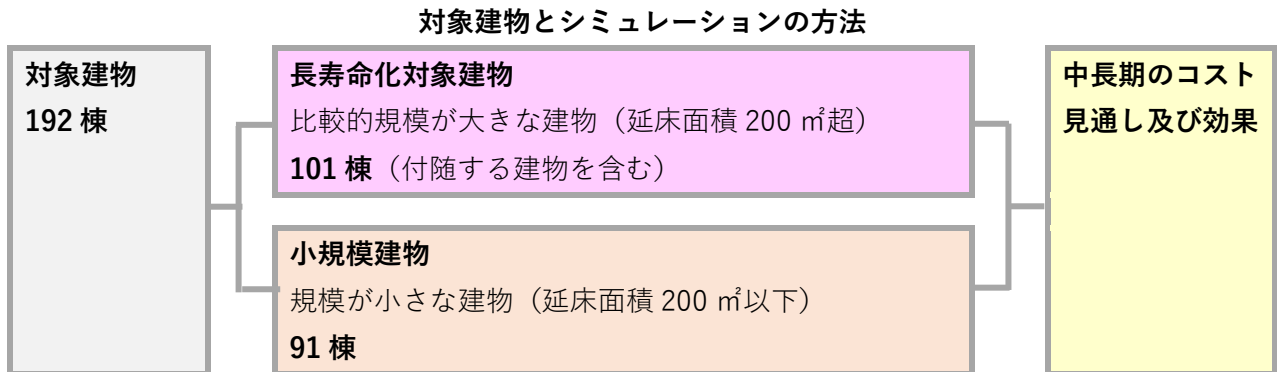 対象建物とシミュレーションの方法
対象建物
192 棟
長寿命化対象建物
比較的規模が大きな建物（延床面積 200 ㎡超）
101 棟（付随する建物を含む）
小規模建物
規模が小さな建物（延床面積 200 ㎡以下）
91 棟
中長期のコスト
見通し及び効果